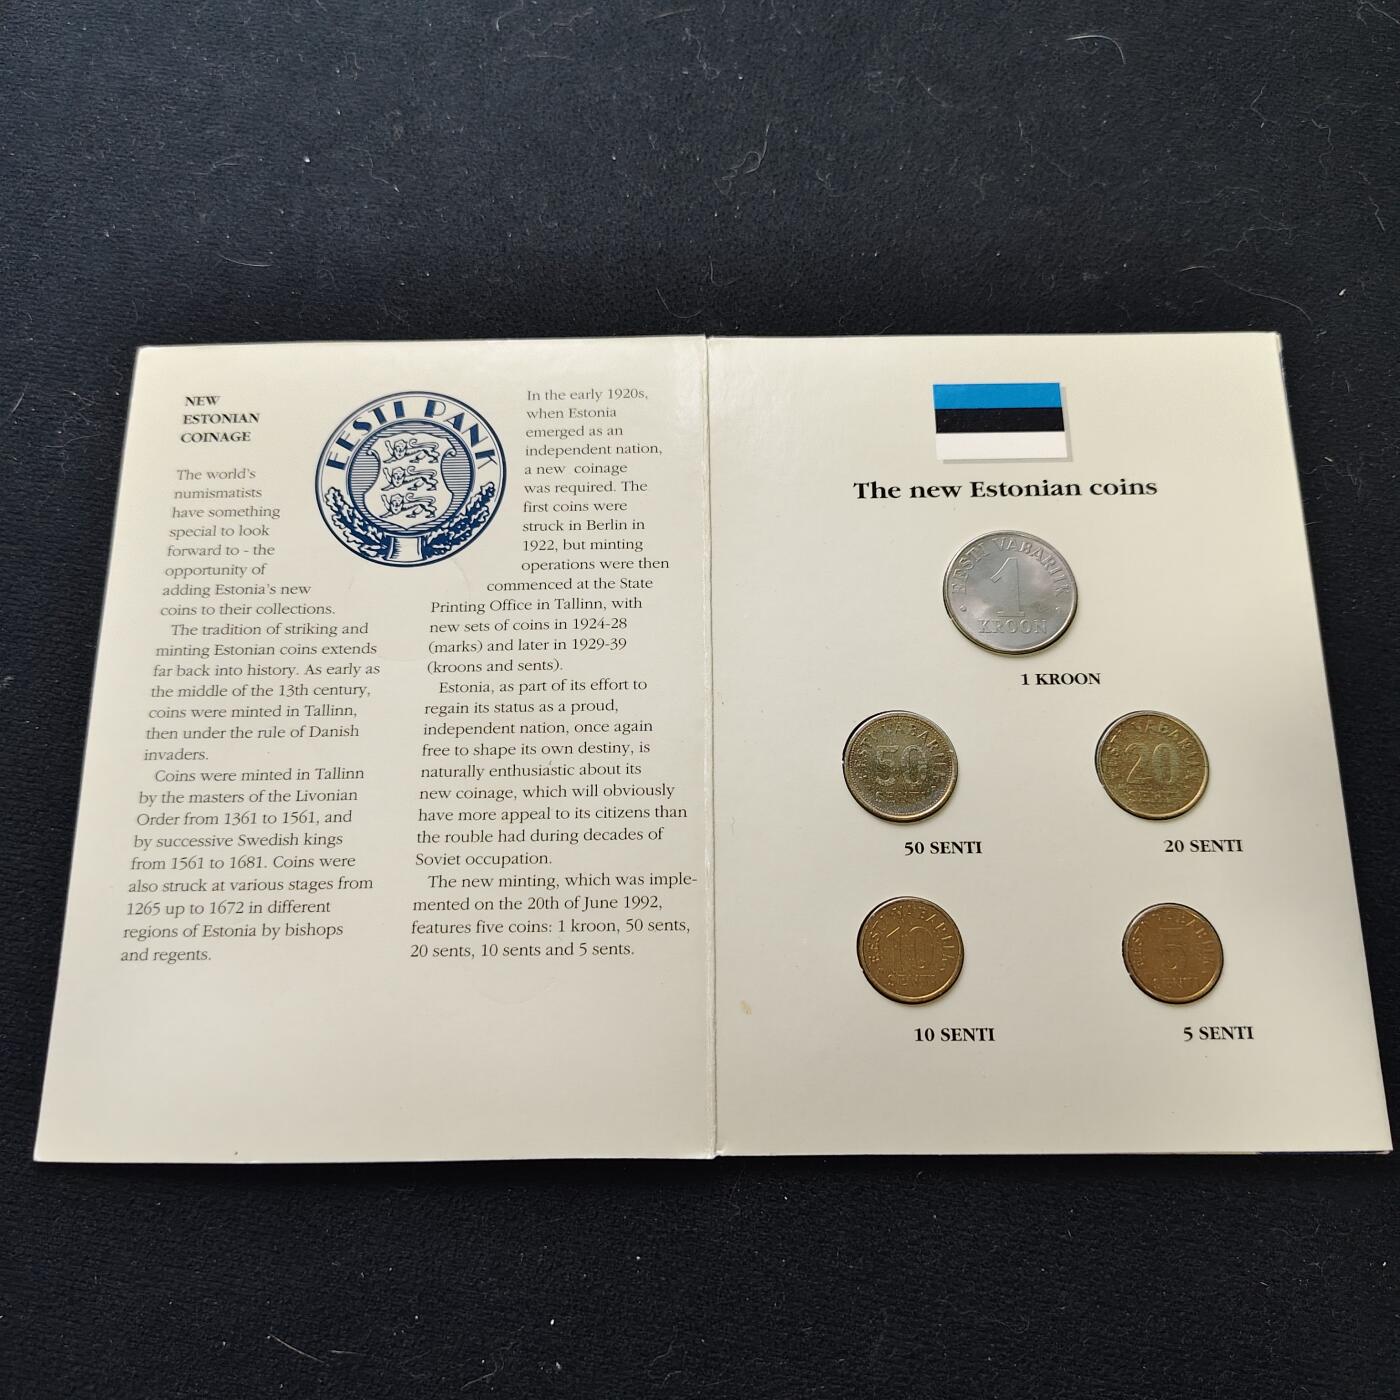 NEW
ESTONIAN
COINAGE
The world's
numismatists
have something
special to look
forward to - the
opportunity of
adding Estonia's new
coins to their collections.
The tradition of striking and
minting Estonian coins extends
far back into history. As early as
the middle of the 13th century,
coins were minted in Tallinn,
then under the rule of Danish
invaders.
Coins were minted in Tallinn
by the masters of the Livonian
Order from 1361 to 1561, and
by successive Swedish kings
from 1561 to 1681. Coins were
also struck at various stages from
1265 up to 1672 in different
regions of Estonia by bishops
and regents.
EESTI PANK
In the early 1920s,
when Estonia
emerged as an
independent nation,
a new coinage
was required. The
first coins were
struck in Berlin in
1922, but minting
operations were then
commenced at the State
Printing Office in Tallinn, with
new sets of coins in 1924-28
(marks) and later in 1929-39
(kroons and sents).
Estonia, as part of its effort to
regain its status as a proud,
independent nation, once again
free to shape its own destiny, is
naturally enthusiastic about its
new coinage, which will obviously
have more appeal to its citizens than
the rouble had during decades of
Soviet occupation.
The new minting, which was imple-
mented on the 20th of June 1992,
features five coins: 1 kroon, 50 sents,
20 sents, 10 sents and 5 sents.
The new Estonian coins
EESTI VABARIIK
1
KROON
1 KROON
EESTI VABARIIK
50
SENTI
50 SENTI
EESTI VABARIIK
20
SENTI
20 SENTI
EESTI VABARIIK
10
SENTI
10 SENTI
EESTI VABARIIK
5
SENTI
5 SENTI